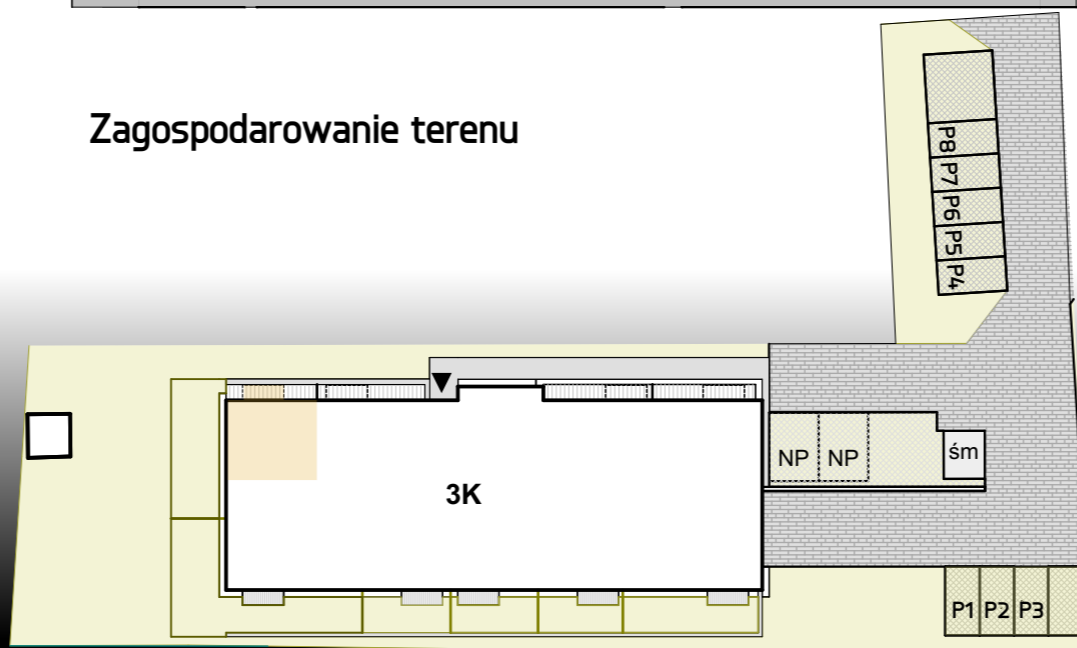 Zagospodarowanie terenu
P8
P7
P6
P5
P4
3K
NP NP śm
P1 P2 P3